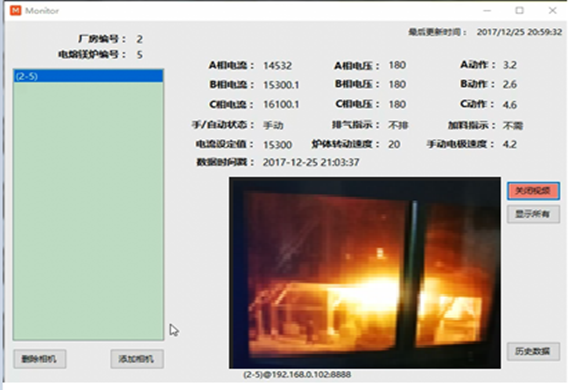 Monitor
最后更新时间： 2017/12/25 20:59:32
厂房编号： 2
电熔镁炉编号： 5
(2-5)
A相电流： 14532 A相电压： 180 A动作： 3.2
B相电流： 15300.1 B相电压： 180 B动作： 2.6
C相电流： 16100.1 C相电压： 180 C动作： 4.6
手/自动状态： 手动 排气指示： 不排 加料指示： 不需
电流设定值： 15300 炉体转动速度： 20 手动电极速度： 4.2
数据时间戳： 2017-12-25 21:03:37
关闭视频
显示所有
历史数据
删除相机 添加相机
(2-5)@192.168.0.102:8888